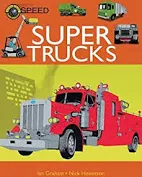 SPEED
SUPER
TRUCKS
Ian Graham • Nick Hewetson